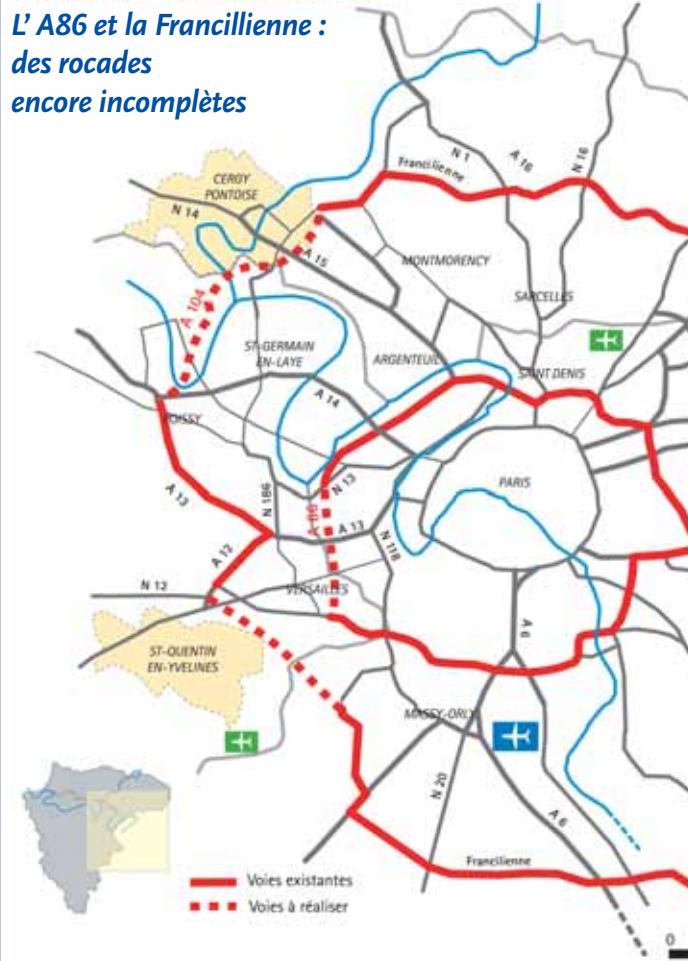 L' A86 et la Francillienne :
des rocades
encore incomplètes
N 1
A 16
N 16
Francilienne
CERGY
PONTOISE
N 14
A 15
MONTMORENCY
A 104
SARCELLES
ST-GERMAIN
EN-LAYE
ARGENTEUIL
SAINT DENIS
A 14
POISSY
N 13
PARIS
A 13
N 186
A 86
A 13
N 118
A 12
N 12
VERSAILLES
A 6
ST-QUENTIN
EN-YVELINES
MASSY-ORLY
N 20
A 6
Francilienne
Voies existantes
Voies à réaliser
0